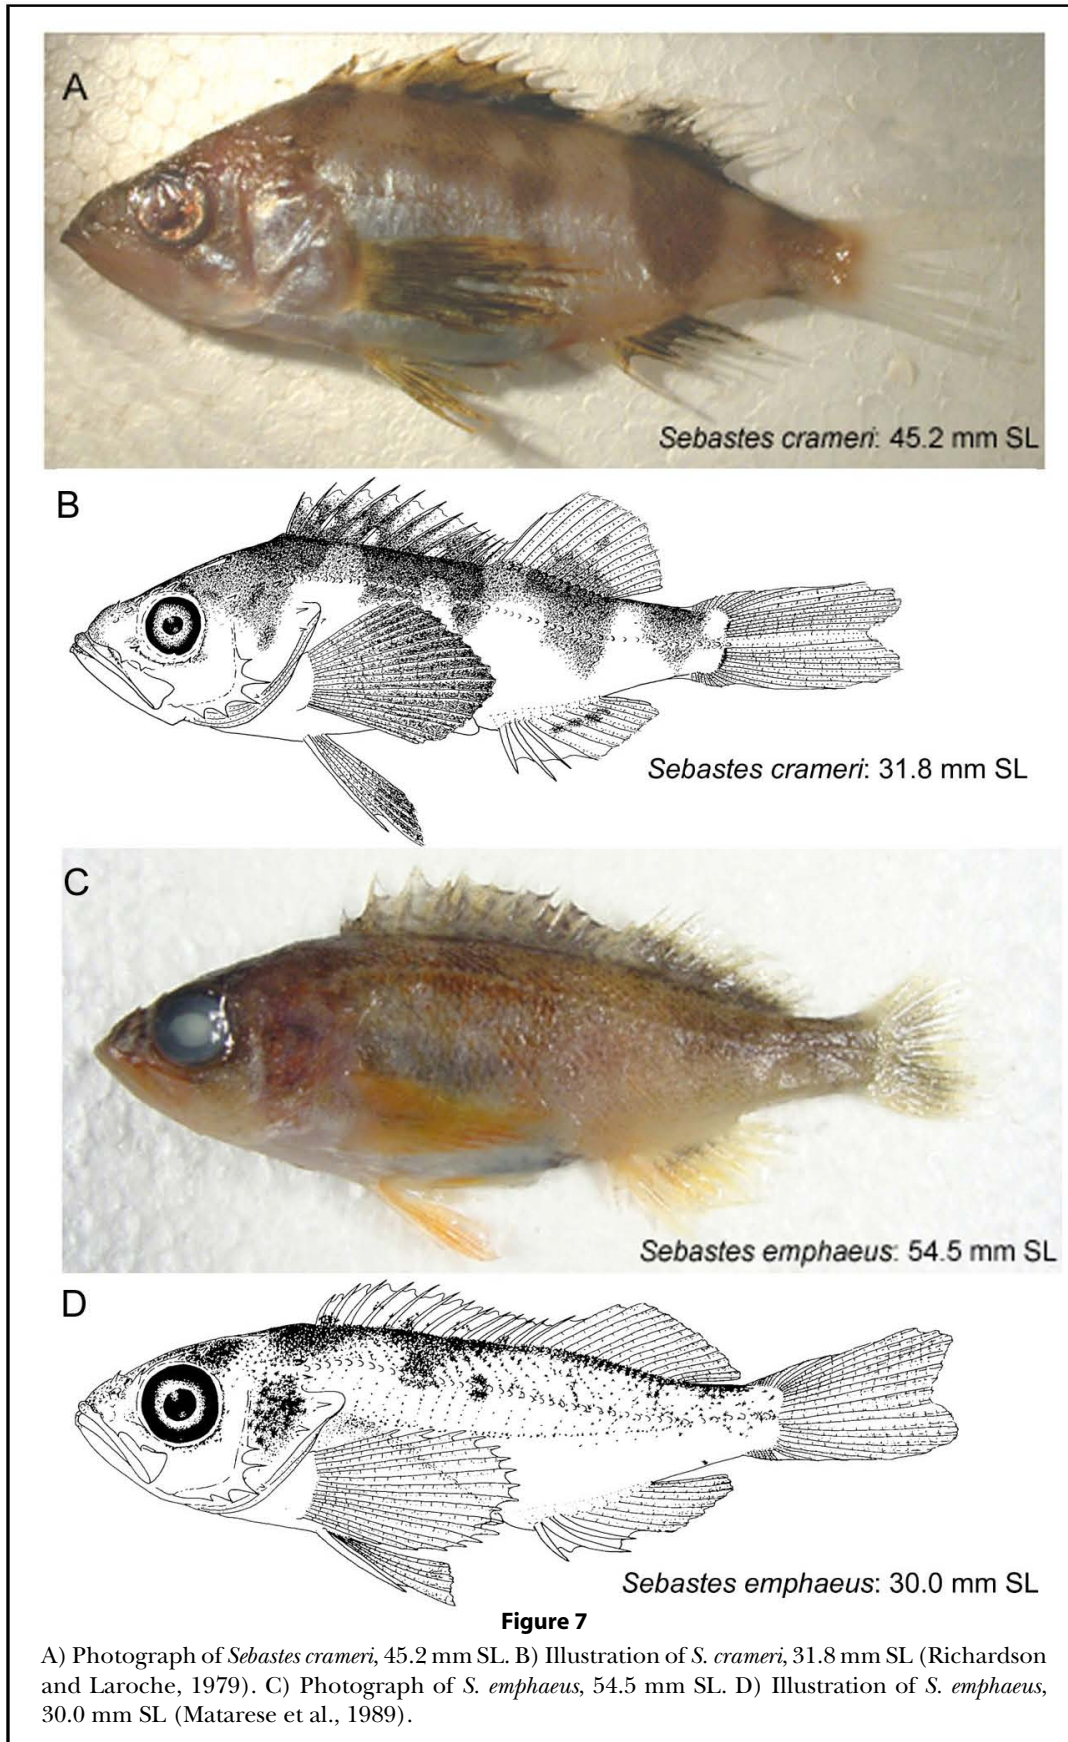 A
Sebastes crameri: 45.2 mm SL
B
Sebastes crameri: 31.8 mm SL
C
Sebastes emphaeus: 54.5 mm SL
D
Sebastes emphaeus: 30.0 mm SL
Figure 7
A) Photograph of Sebastes crameri, 45.2 mm SL. B) Illustration of S. crameri, 31.8 mm SL (Richardson
and Laroche, 1979). C) Photograph of S. emphaeus, 54.5 mm SL. D) Illustration of S. emphaeus,
30.0 mm SL (Matarese et al., 1989).